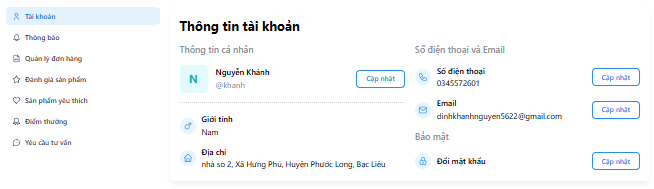 Tài khoản
Thông báo
Quản lý đơn hàng
Đánh giá sản phẩm
Sản phẩm yêu thích
Điểm thưởng
Yêu cầu tư vấn
Thông tin tài khoản
Thông tin cá nhân
N
Nguyễn Khánh
@khanh
Cập nhật
Giới tính
Nam
Địa chỉ
nhà so 2, Xã Hưng Phú, Huyện Phước Long, Bạc Liêu
Số điện thoại và Email
Số điện thoại
0345572601
Cập nhật
Email
dinhkhanhnguyen5622@gmail.com
Cập nhật
Bảo mật
Đổi mật khẩu
Cập nhật